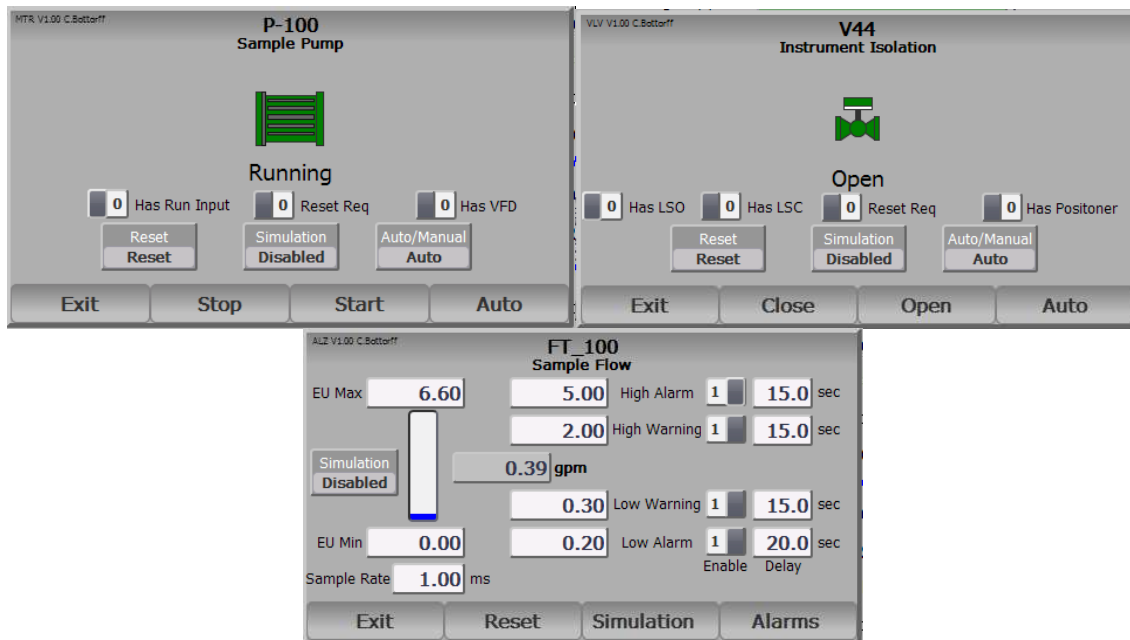 MTR V1.00 C.Bottorff
P-100
Sample Pump
Running
0 Has Run Input 0 Reset Req 0 Has VFD
Reset Simulation Auto/Manual
Reset Disabled Auto
Exit Stop Start Auto
VLV V1.00 C.Bottorff
V44
Instrument Isolation
Open
0 Has LSO 0 Has LSC 0 Reset Req 0 Has Positoner
Reset Simulation Auto/Manual
Reset Disabled Auto
Exit Close Open Auto
ALZ V1.00 C.Bottorff
FT_100
Sample Flow
EU Max 6.60 5.00 High Alarm 1 15.0 sec
2.00 High Warning 1 15.0 sec
Simulation
Disabled
0.39 gpm
0.30 Low Warning 1 15.0 sec
EU Min 0.00 0.20 Low Alarm 1 20.0 sec
Enable Delay
Sample Rate 1.00 ms
Exit Reset Simulation Alarms